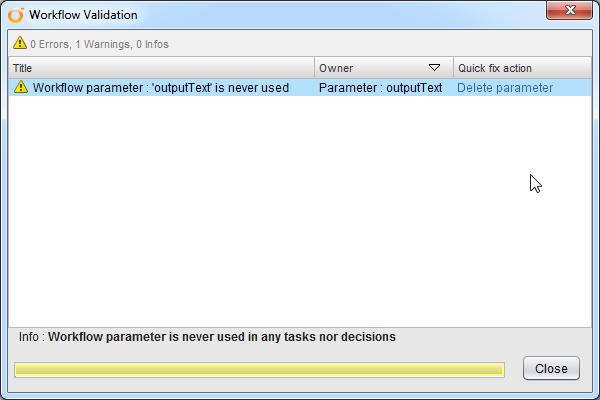 Workflow Validation
0 Errors, 1 Warnings, 0 Infos
Title Owner Quick fix action
Workflow parameter : 'outputText' is never used Parameter : outputText Delete parameter
Info : Workflow parameter is never used in any tasks nor decisions
Close